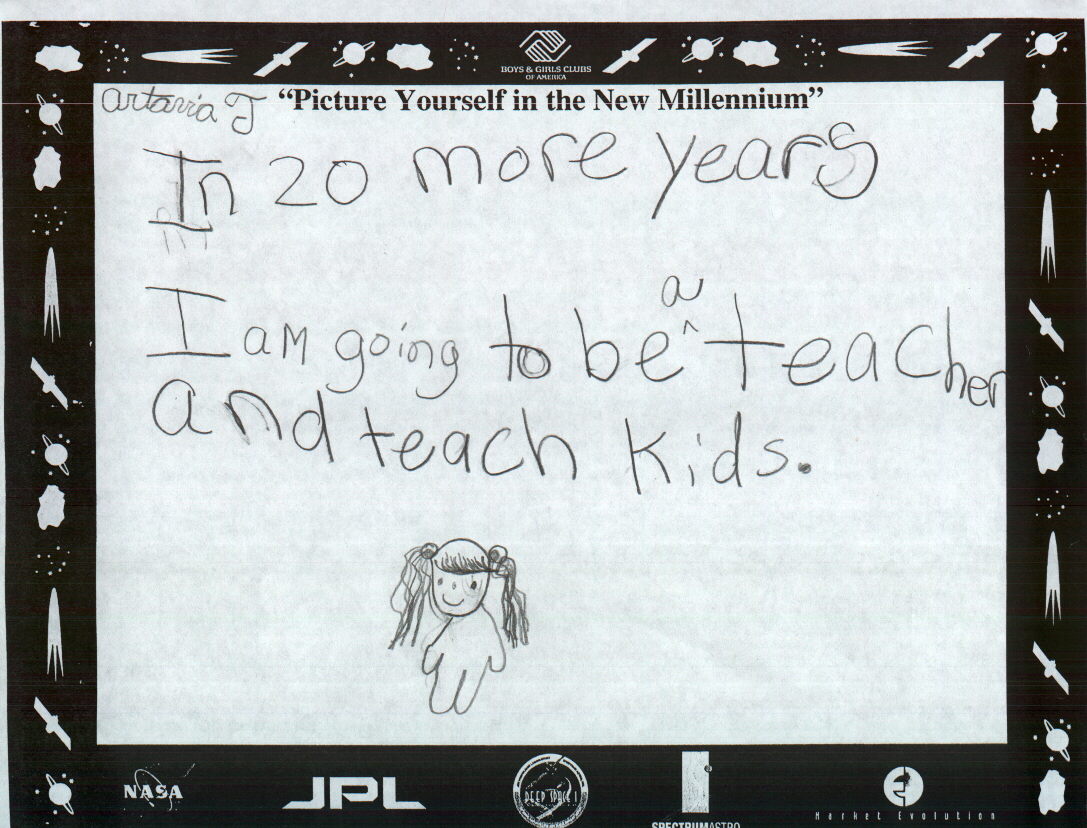 BOYS & GIRLS CLUBS
OF AMERICA
artavia T
"Picture Yourself in the New Millennium"
In 20 more years
a
I am going to be ^ teacher
and teach kids.
NASA
JPL
DEEP SPACE 1
SPECTRUMASTRO
Market Evolution